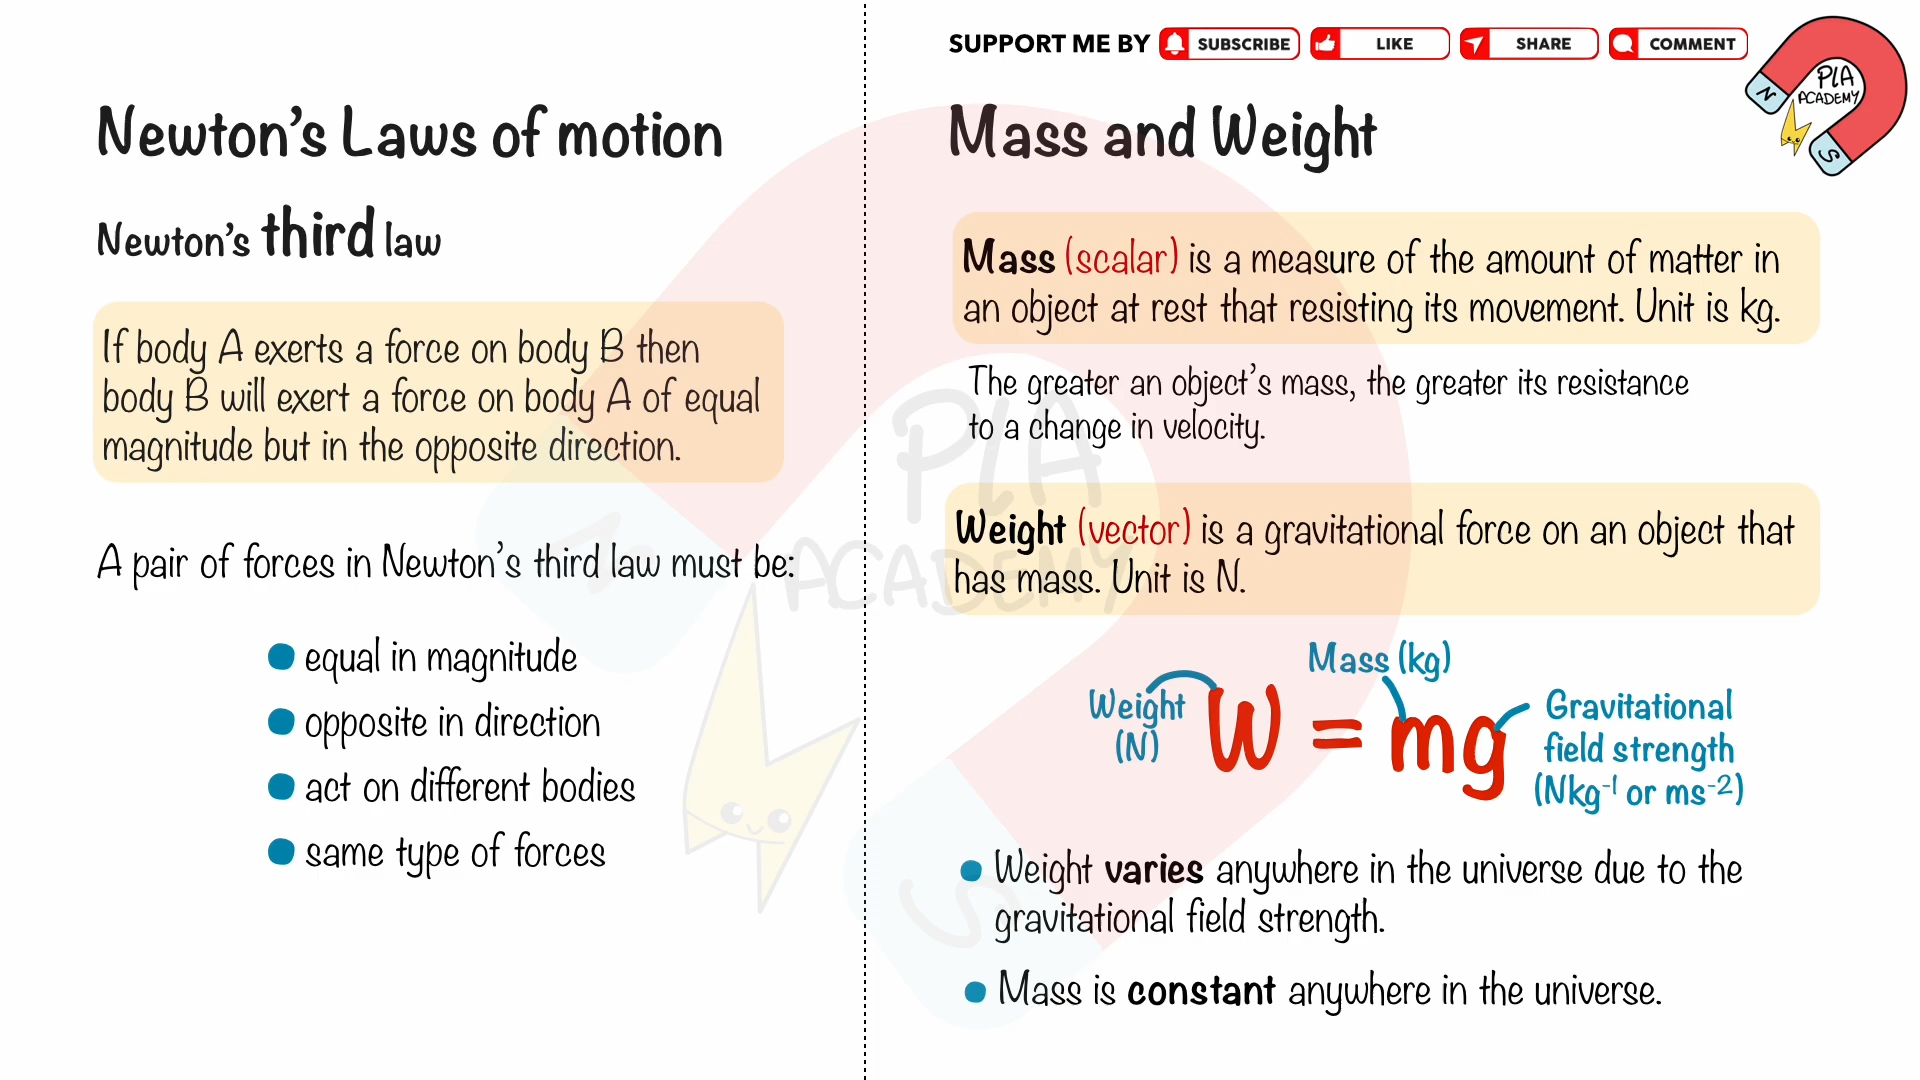 SUPPORT ME BY SUBSCRIBE LIKE SHARE COMMENT
PLA
ACADEMY
N
S
Newton's Laws of motion
Newton's third law
If body A exerts a force on body B then
body B will exert a force on body A of equal
magnitude but in the opposite direction.
A pair of forces in Newton's third law must be:
equal in magnitude
opposite in direction
act on different bodies
same type of forces
Mass and Weight
Mass (scalar) is a measure of the amount of matter in
an object at rest that resisting its movement. Unit is kg.
The greater an object's mass, the greater its resistance
to a change in velocity.
Weight (vector) is a gravitational force on an object that
has mass. Unit is N.
Mass (kg)
Weight
(N)
W = mg
Gravitational
field strength
(Nkg⁻¹ or ms⁻²)
Weight varies anywhere in the universe due to the
gravitational field strength.
Mass is constant anywhere in the universe.
PLA
ACADEMY
N
S